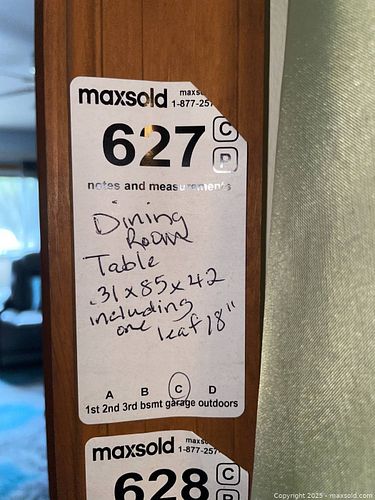 maxsold
1-877-257
627
C
P
notes and measurements
Dining
Room
Table
.31x85x42
including
one leaf 18"
A B C D
1st 2nd 3rd bsmt garage outdoors
maxsold
1-877-257
628
C
Copyright 2025 - maxsold.com